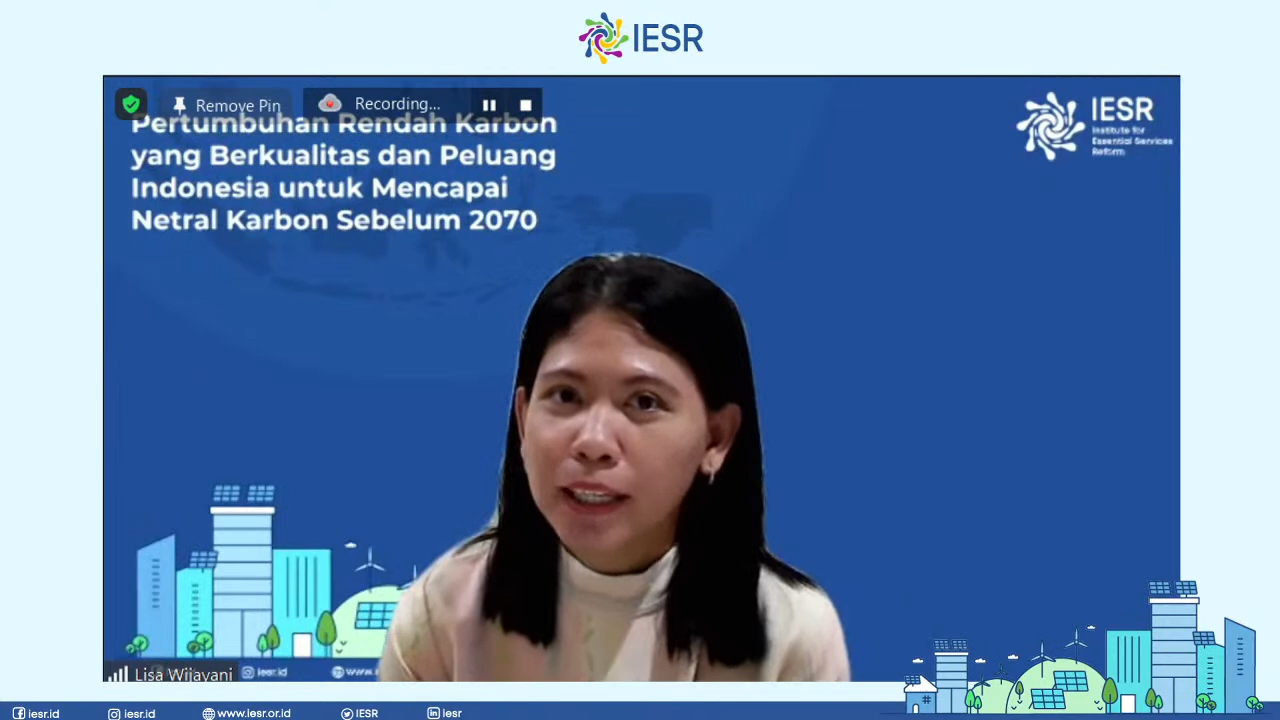 IESR
Remove Pin
Recording...
Pertumbuhan Rendah Karbon
yang Berkualitas dan Peluang
Indonesia untuk Mencapai
Netral Karbon Sebelum 2070
IESR
Institute for
Essential Services
Reform
Lisa Wijayani
iesr.id
www.i
iesr.id
iesr.id
www.iesr.or.id
IESR
iesr